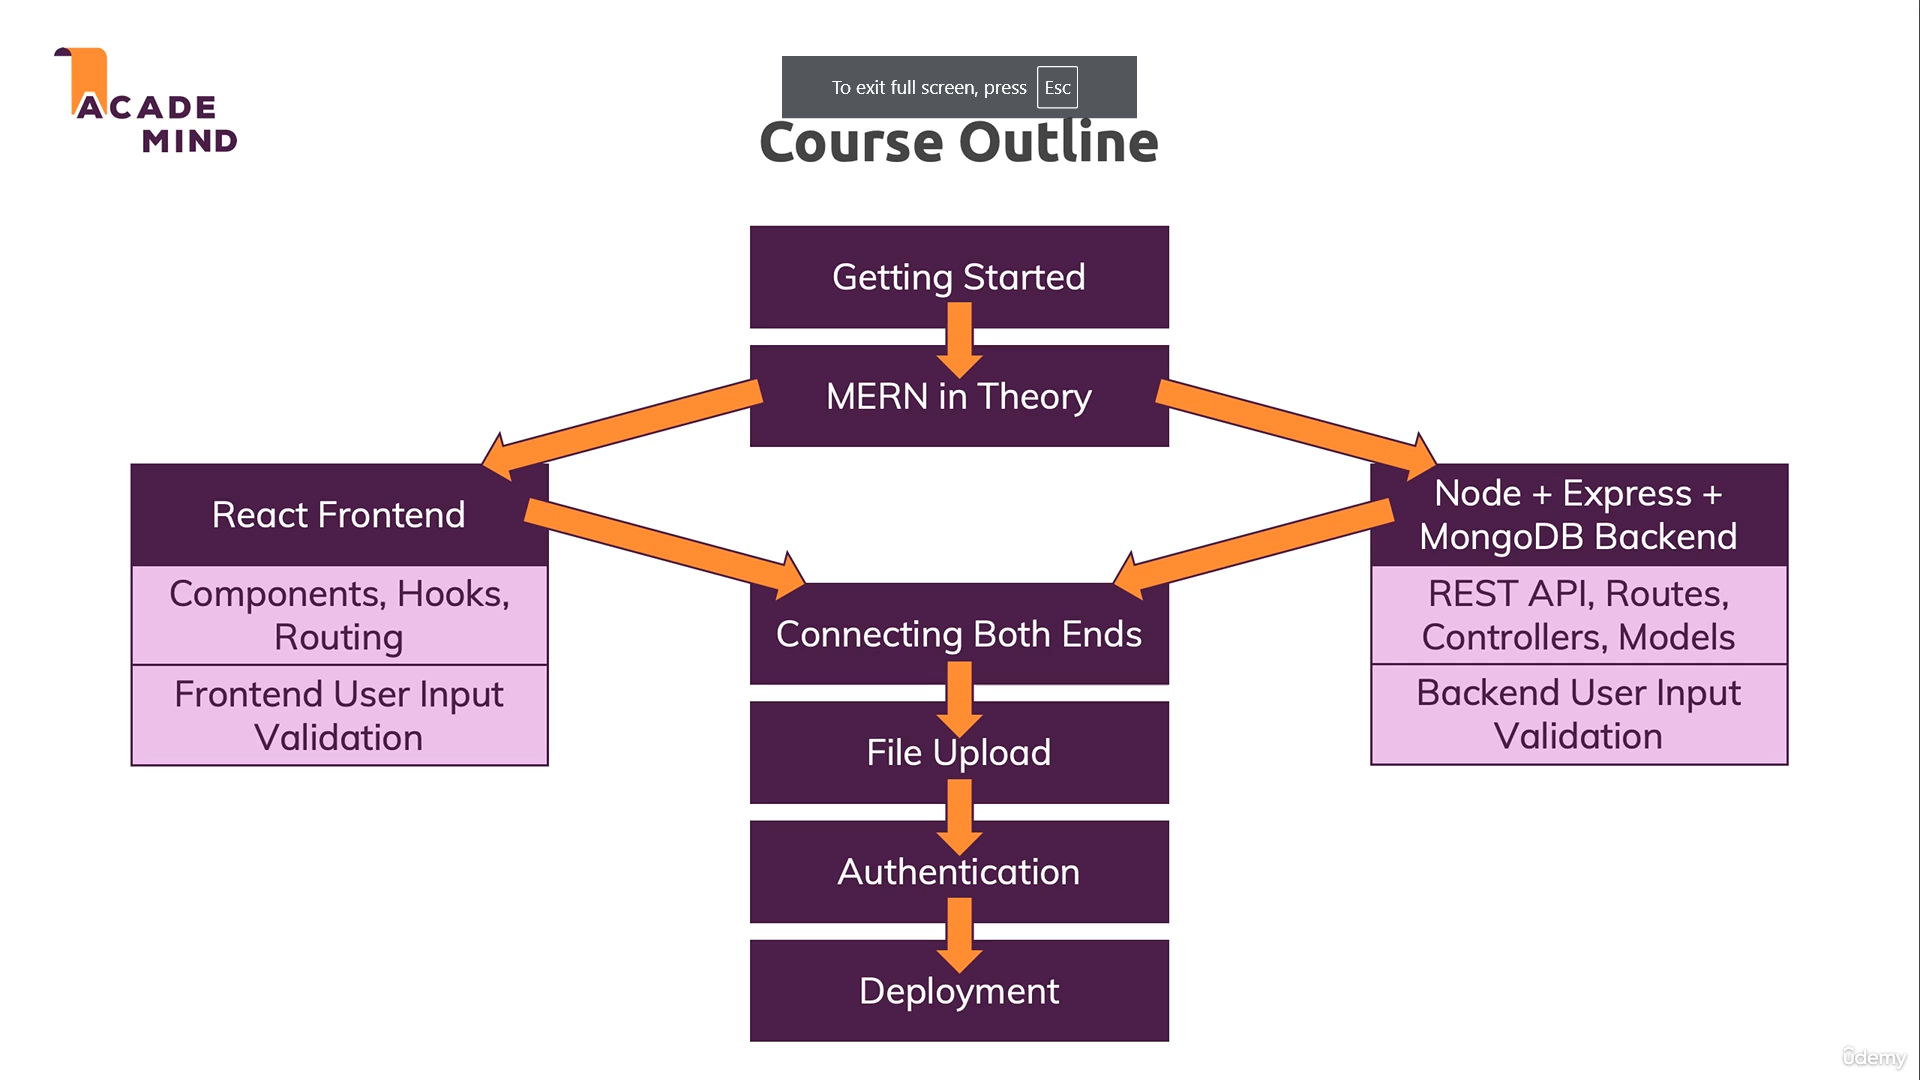 ACADE
MIND
To exit full screen, press Esc
Course Outline
Getting Started
MERN in Theory
React Frontend
Components, Hooks,
Routing
Frontend User Input
Validation
Node + Express +
MongoDB Backend
REST API, Routes,
Controllers, Models
Backend User Input
Validation
Connecting Both Ends
File Upload
Authentication
Deployment
ûdemy